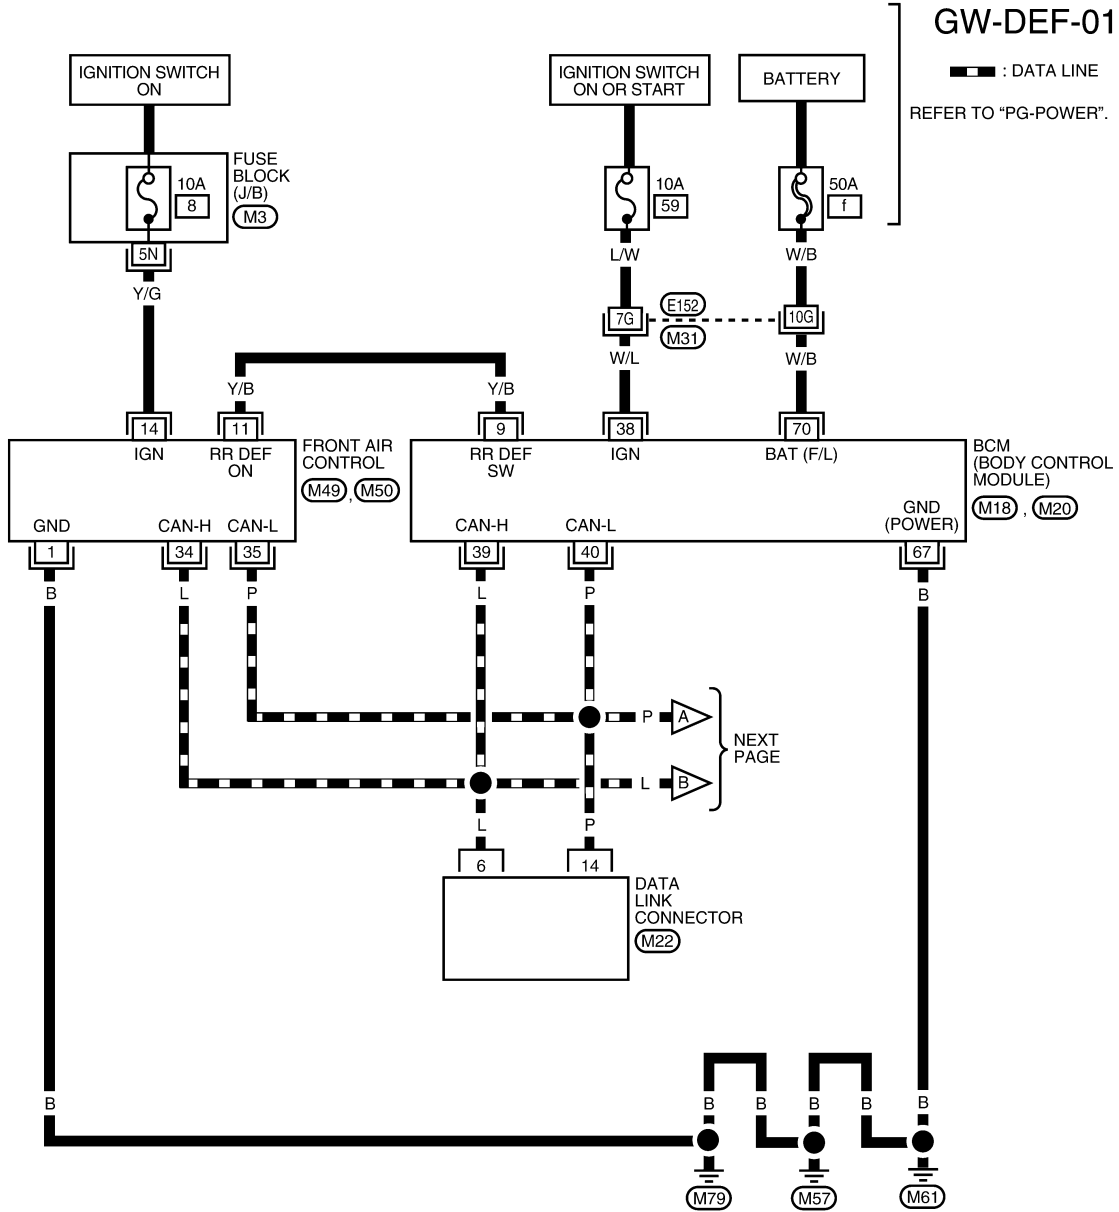 GW-DEF-01
: DATA LINE
REFER TO “PG-POWER”.
IGNITION SWITCH
ON
IGNITION SWITCH
ON OR START
BATTERY
FUSE
BLOCK
(J/B)
M3
10A
8
10A
59
50A
f
5N
Y/G
L/W
W/B
7G
E152
M31
10G
W/L
W/B
Y/B
Y/B
14
11
9
38
70
IGN
RR DEF
ON
FRONT AIR
CONTROL
M49 , M50
RR DEF
SW
IGN
BAT (F/L)
BCM
(BODY CONTROL
MODULE)
M18 , M20
GND
CAN-H
CAN-L
CAN-H
CAN-L
GND
(POWER)
1
34
35
39
40
67
B
L
P
L
P
B
P
A
L
B
NEXT
PAGE
L
P
6
14
DATA
LINK
CONNECTOR
M22
B
B
B
B
B
B
M79
M57
M61